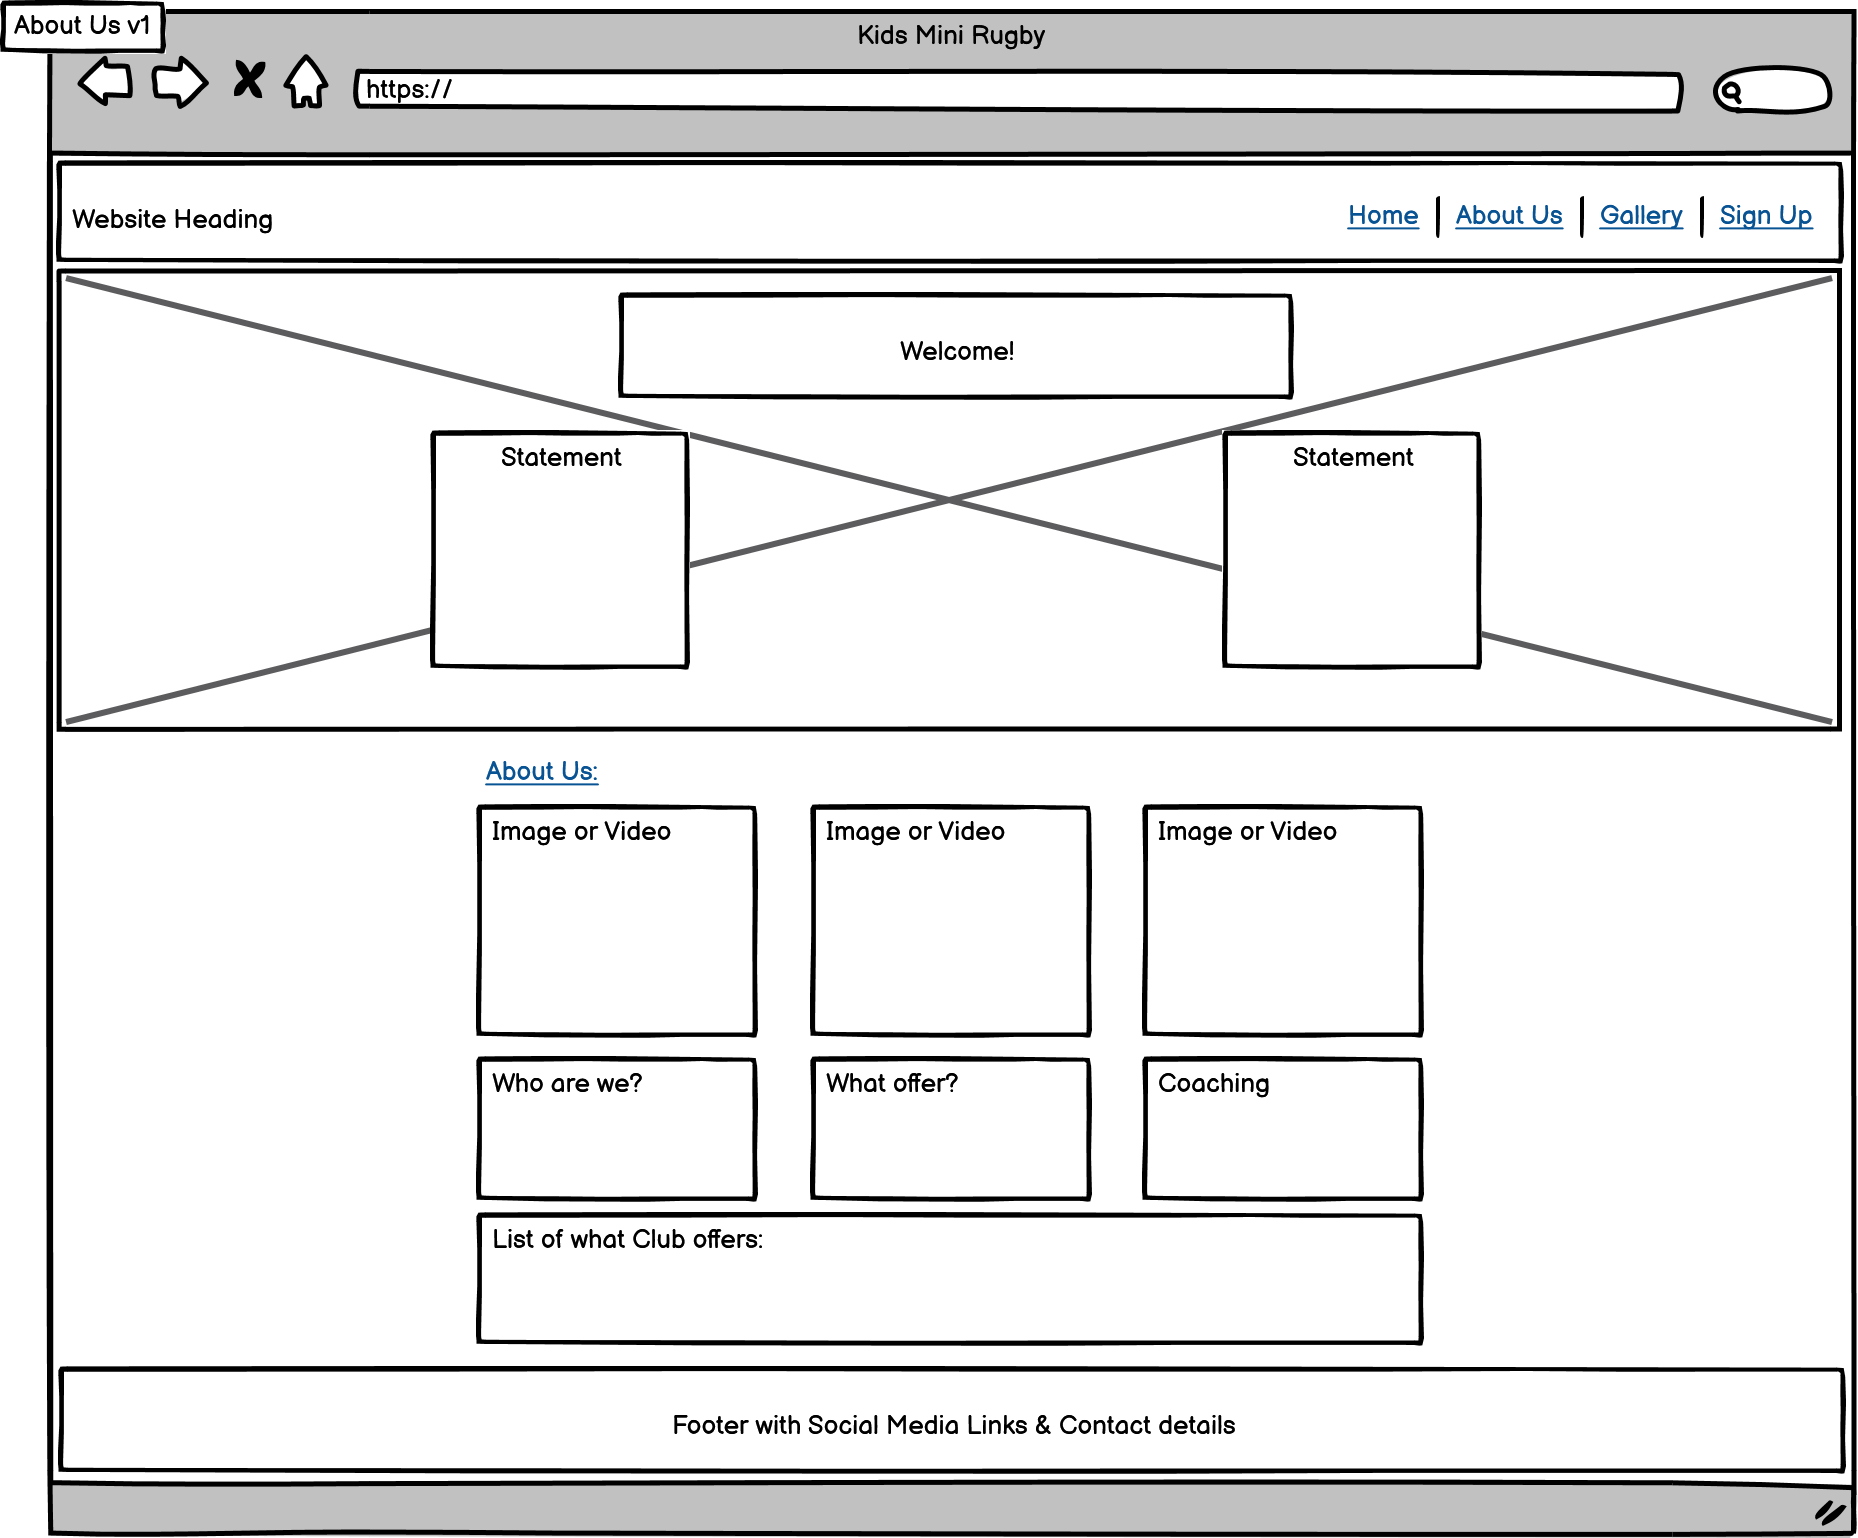 About Us v1
Kids Mini Rugby
https://
Website Heading
Home
About Us
Gallery
Sign Up
Welcome!
Statement
Statement
About Us:
Image or Video
Image or Video
Image or Video
Who are we?
What offer?
Coaching
List of what Club offers:
Footer with Social Media Links & Contact details